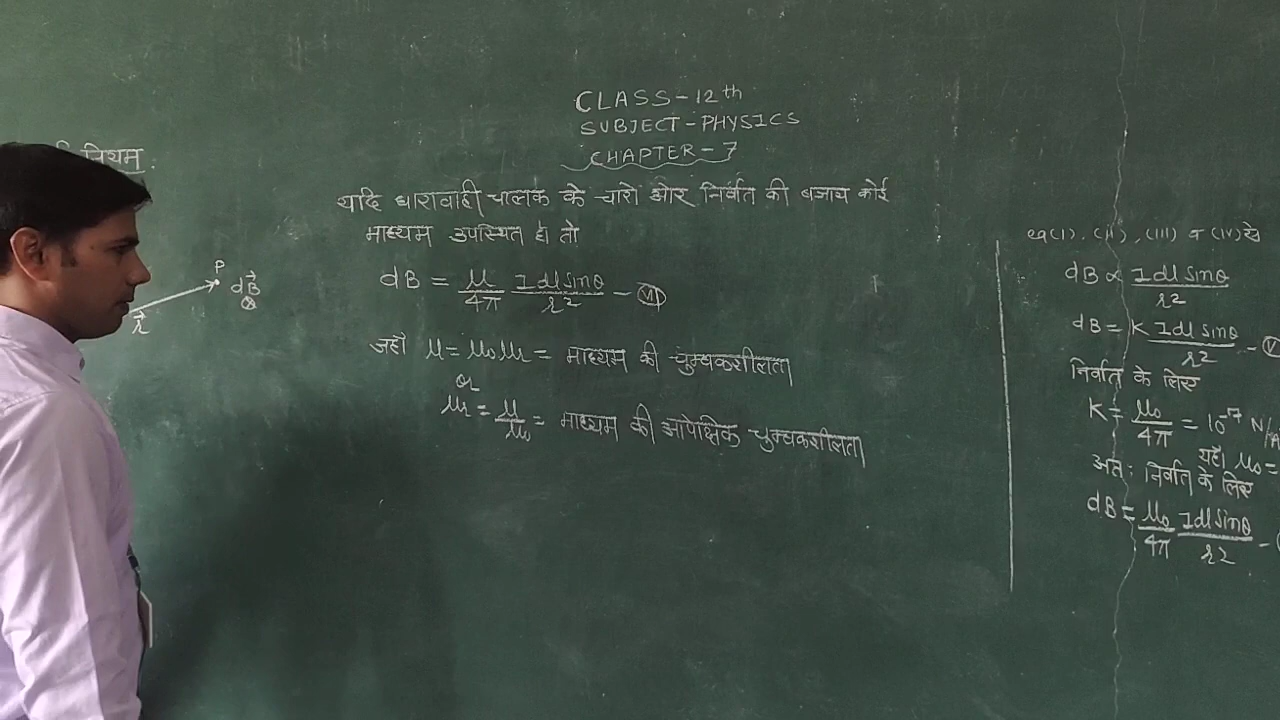 CLASS-12th
SUBJECT-PHYSICS
CHAPTER-7
नियम:
यदि धारावाही चालक के चारो ओर निर्वात की बजाय कोई
माध्यम उपस्थित हो तो
dB = μ/4π Idl sinθ/r² - (VI)
जहाँ μ = μ₀μr = माध्यम की चुम्बकशीलता
or
μr = μ/μ₀ = माध्यम की आपेक्षिक चुम्बकशीलता
P
dB⃗
⊗
r⃗
eq(I), (II), (III) व (IV) से
dB ∝ Idl sinθ/r²
dB = K Idl sinθ/r² - (V)
निर्वात के लिए
K = μ₀/4π = 10⁻⁷ N/A
यहाँ μ₀ =
अतः निर्वात के लिए
dB = μ₀/4π Idl sinθ/r² -